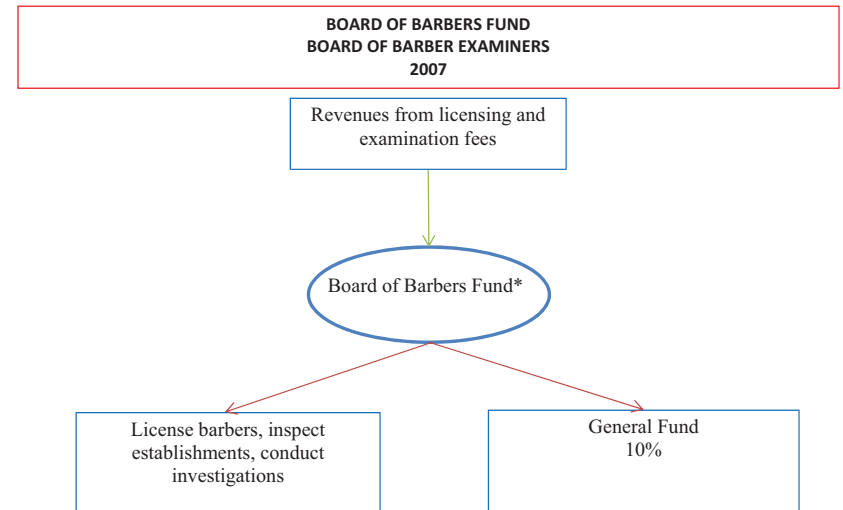 BOARD OF BARBERS FUND
BOARD OF BARBER EXAMINERS
2007
Revenues from licensing and
examination fees
Board of Barbers Fund*
License barbers, inspect
establishments, conduct
investigations
General Fund
10%